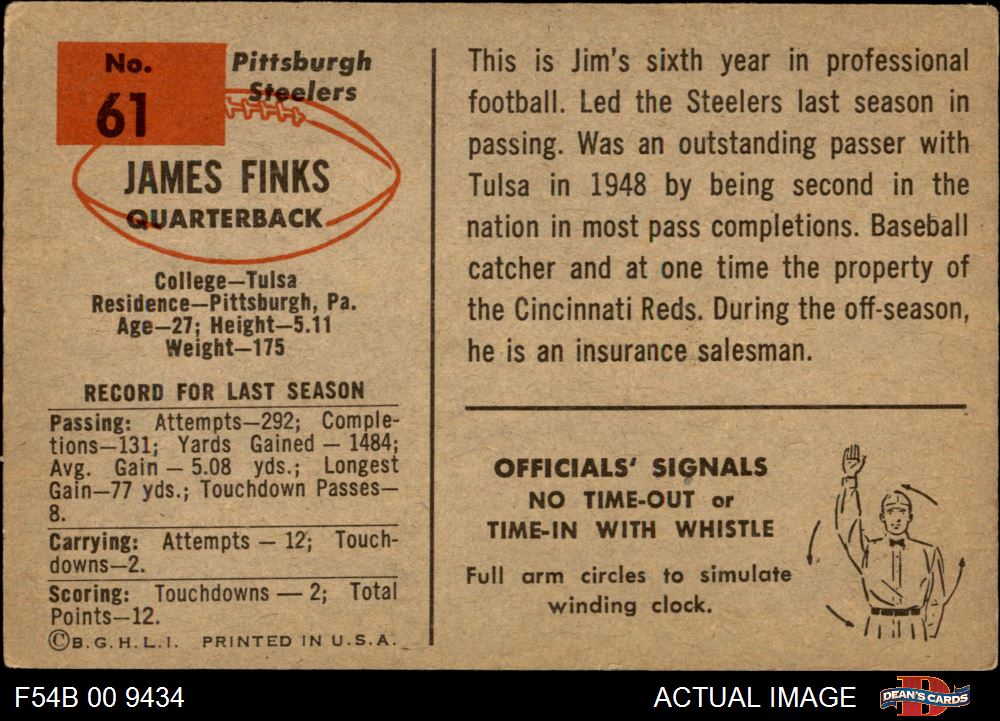 No.
61
Pittsburgh
Steelers
JAMES FINKS
QUARTERBACK
College—Tulsa
Residence—Pittsburgh, Pa.
Age—27; Height—5.11
Weight—175
RECORD FOR LAST SEASON
Passing: Attempts—292; Comple-
tions—131; Yards Gained — 1484;
Avg. Gain — 5.08 yds.; Longest
Gain—77 yds.; Touchdown Passes—
8.
Carrying: Attempts — 12; Touch-
downs—2.
Scoring: Touchdowns — 2; Total
Points—12.
©B.G.H.L.I. PRINTED IN U.S.A.
This is Jim's sixth year in professional
football. Led the Steelers last season in
passing. Was an outstanding passer with
Tulsa in 1948 by being second in the
nation in most pass completions. Baseball
catcher and at one time the property of
the Cincinnati Reds. During the off-season,
he is an insurance salesman.
OFFICIALS' SIGNALS
NO TIME-OUT or
TIME-IN WITH WHISTLE
Full arm circles to simulate
winding clock.
F54B 00 9434
ACTUAL IMAGE
D
DEAN'S CARDS